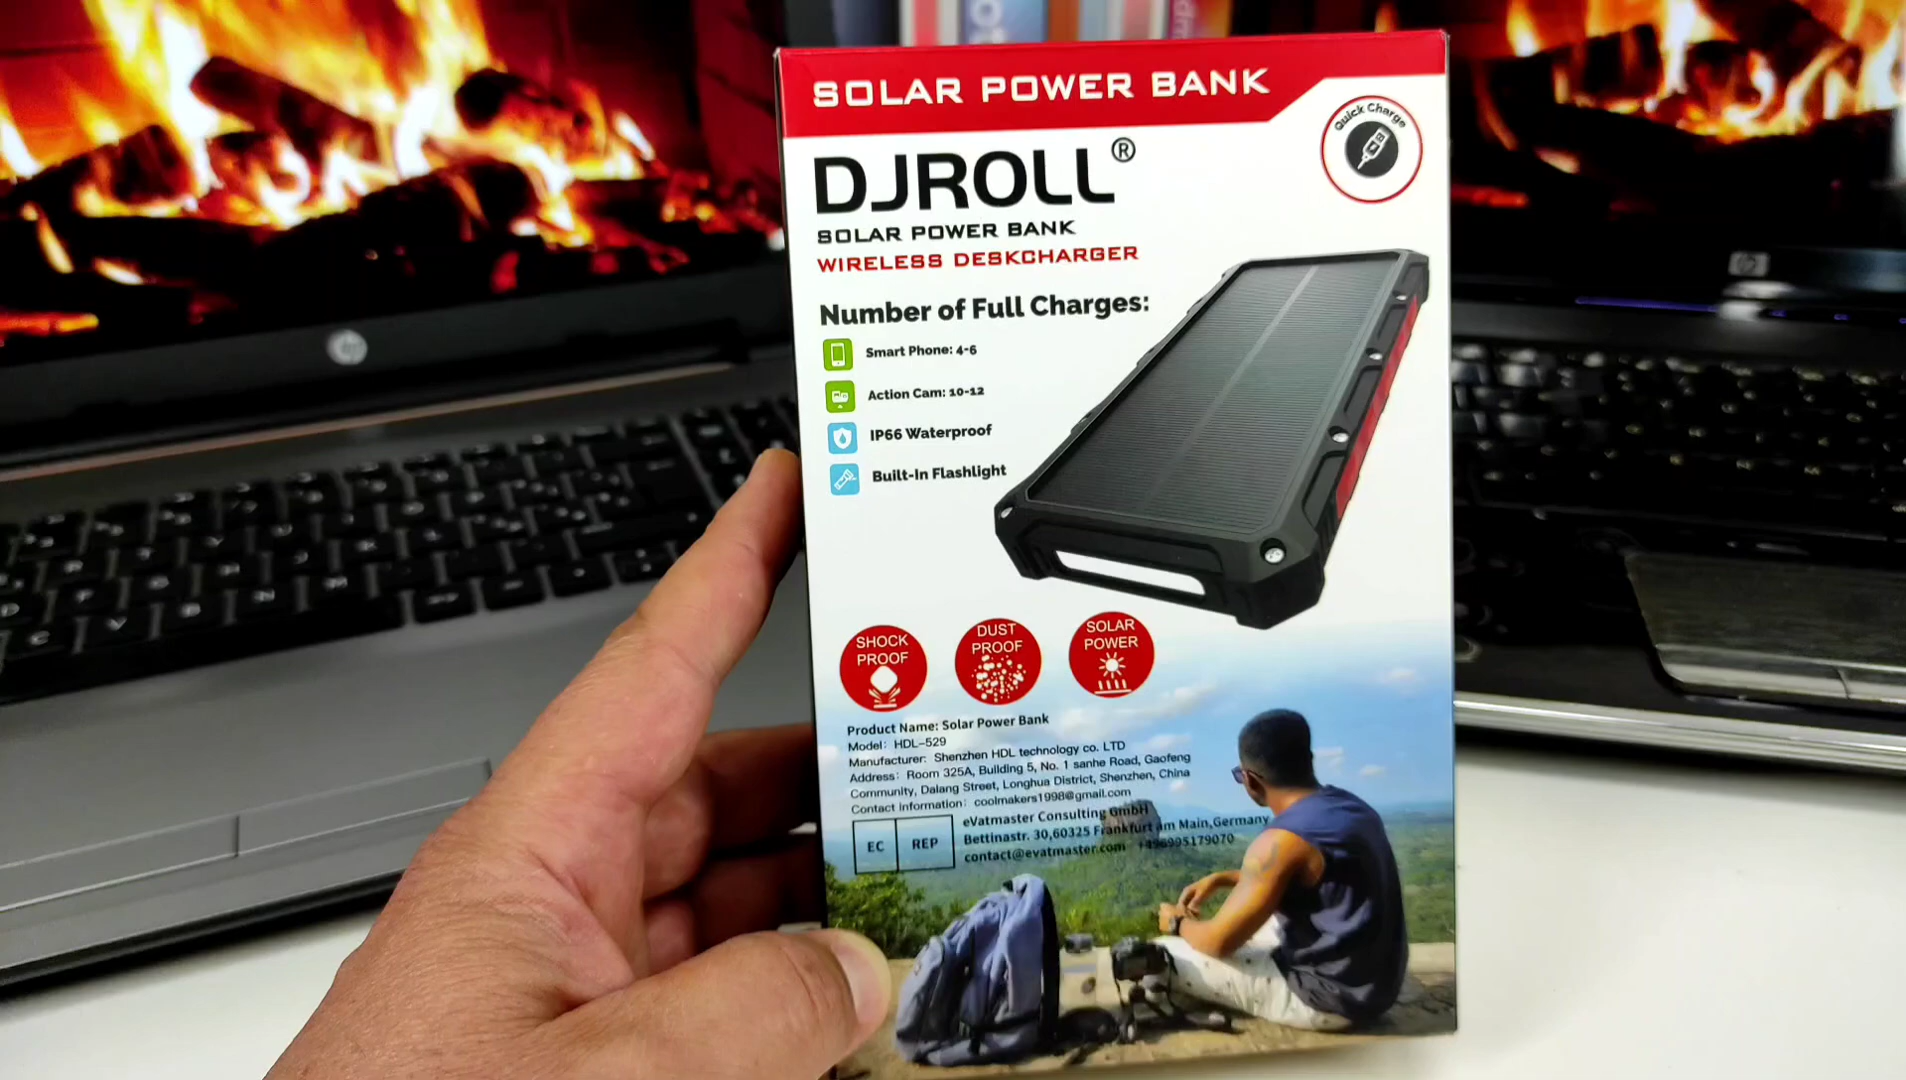 SOLAR POWER BANK
Quick Charge
DJROLL®
SOLAR POWER BANK
WIRELESS DESKCHARGER
Number of Full Charges:
Smart Phone: 4-6
Action Cam: 10-12
IP66 Waterproof
Built-In Flashlight
SHOCK
PROOF
DUST
PROOF
SOLAR
POWER
Product Name: Solar Power Bank
Model: HDL-529
Manufacturer: Shenzhen HDL technology co. LTD
Address: Room 325A, Building 5, No. 1 sanhe Road, Gaofeng
Community, Dalang Street, Longhua District, Shenzhen, China
Contact information: coolmakers1998@gmail.com
EC REP
eVatmaster Consulting GmbH
Bettinastr. 30,60325 Frankfurt am Main,Germany
contact@evatmaster.com +496995179070
hp
hp